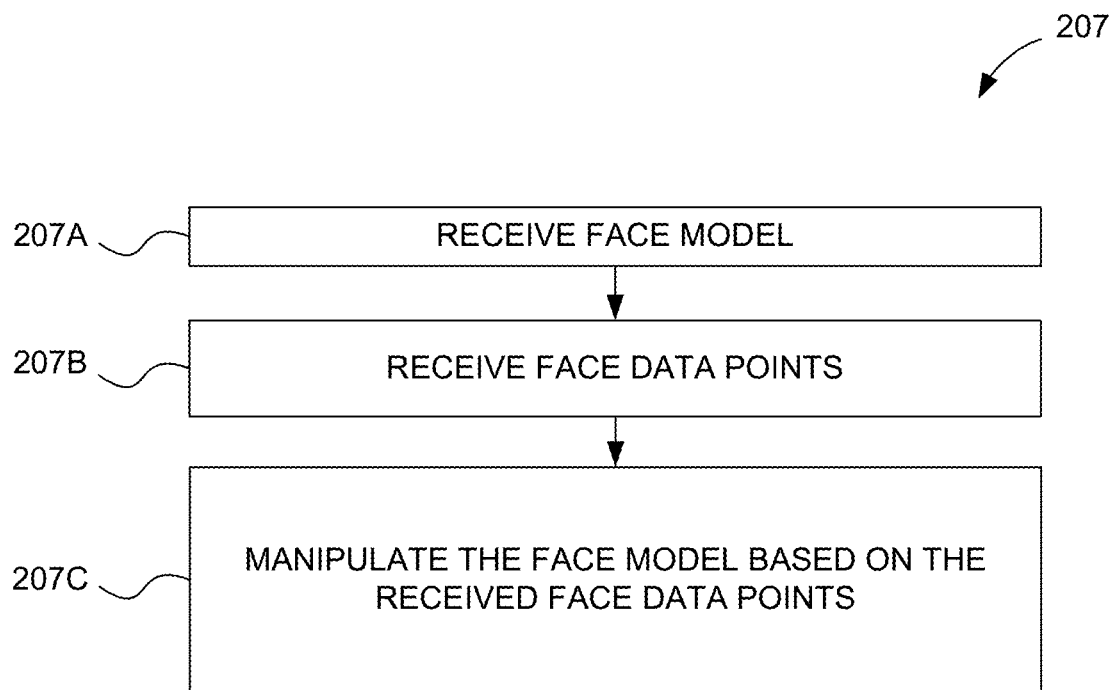 207
207A
RECEIVE FACE MODEL
207B
RECEIVE FACE DATA POINTS
207C
MANIPULATE THE FACE MODEL BASED ON THE
RECEIVED FACE DATA POINTS